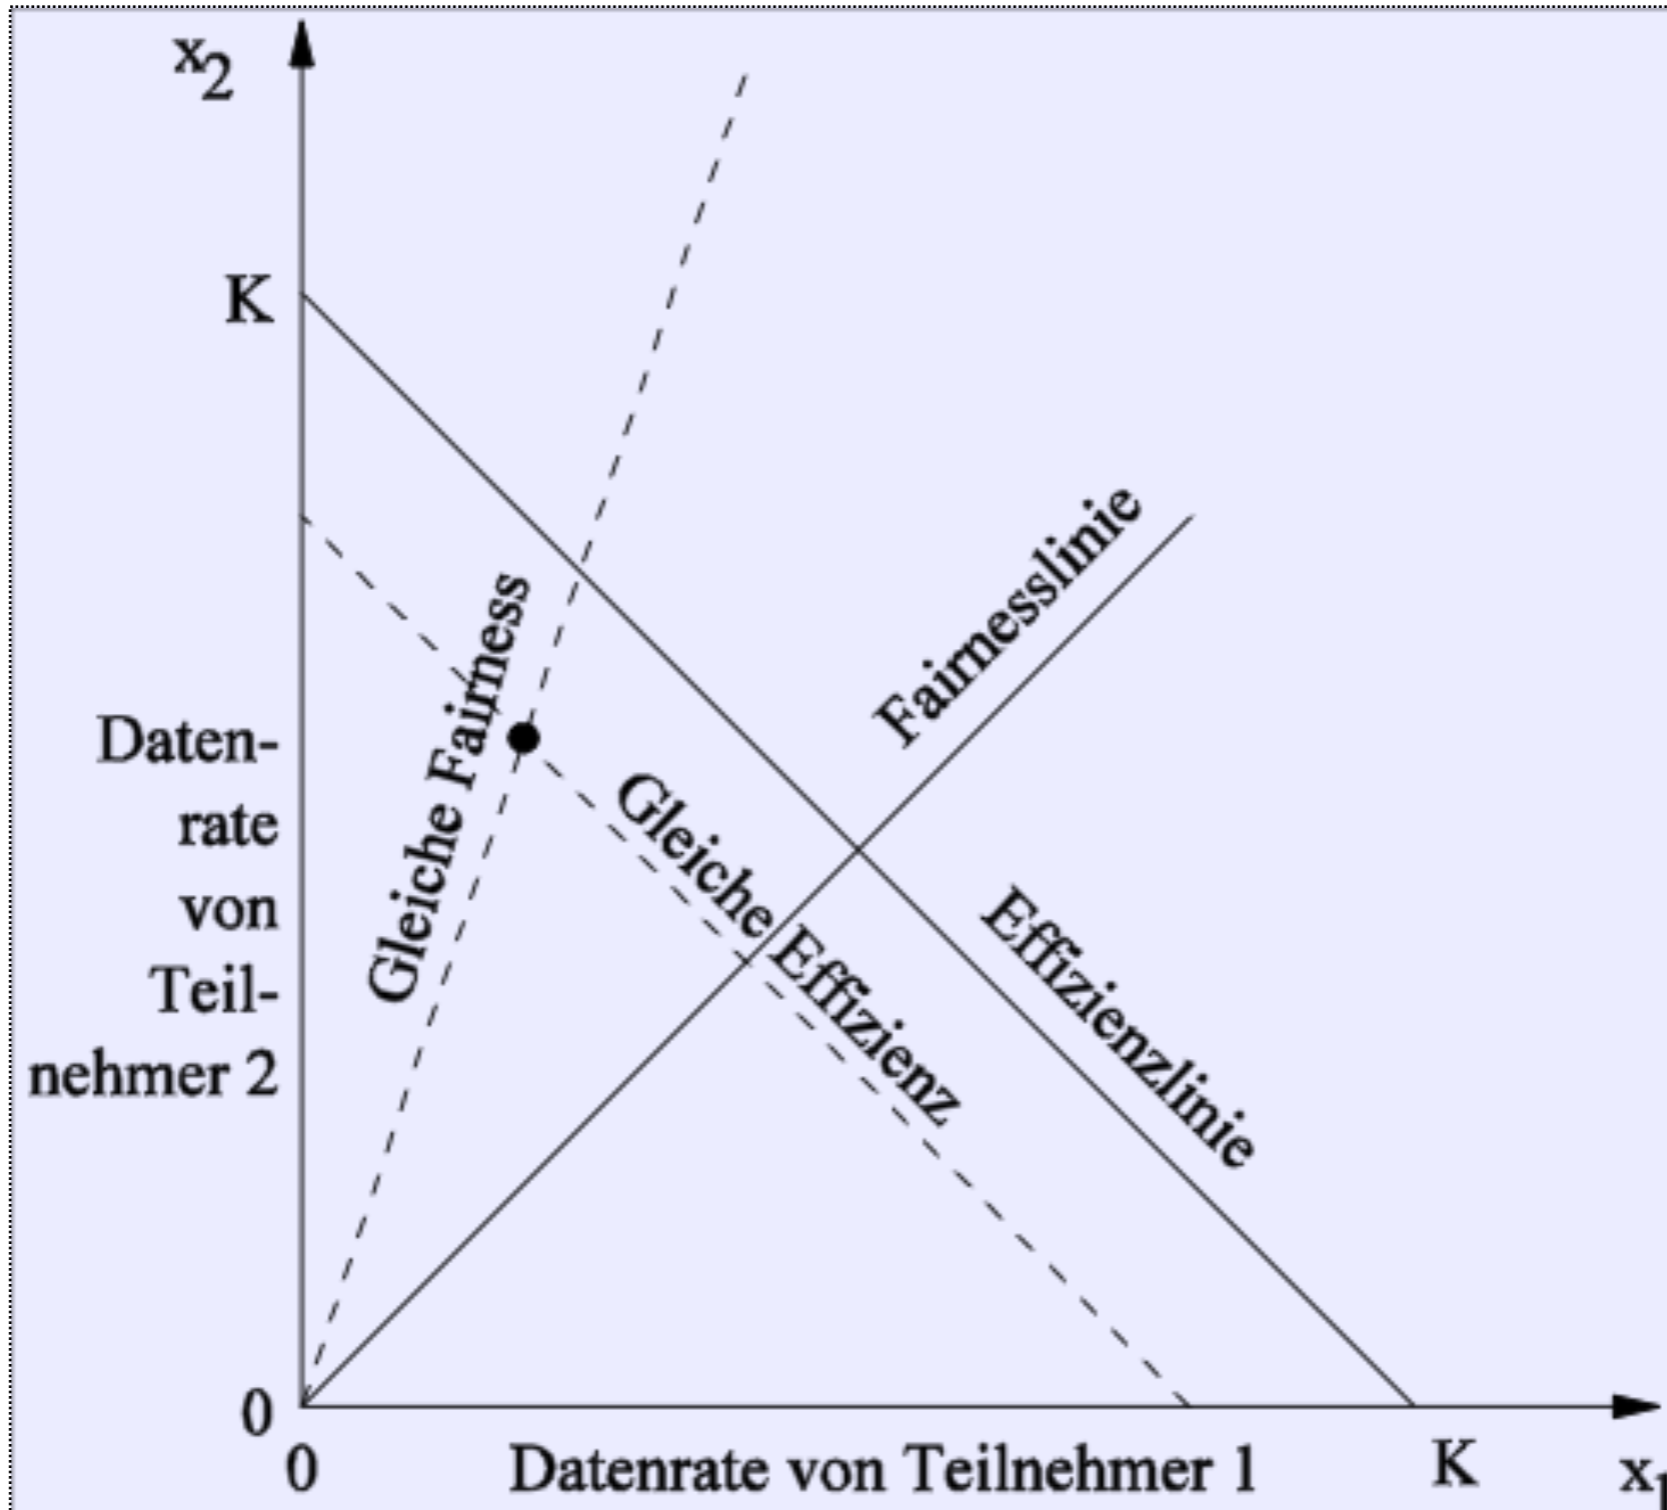 x2
K
Fairnesslinie
Gleiche Fairness
Daten-
rate
von
Teil-
nehmer 2
Gleiche Effizienz
Effizienzlinie
0
0
Datenrate von Teilnehmer 1
K
x1